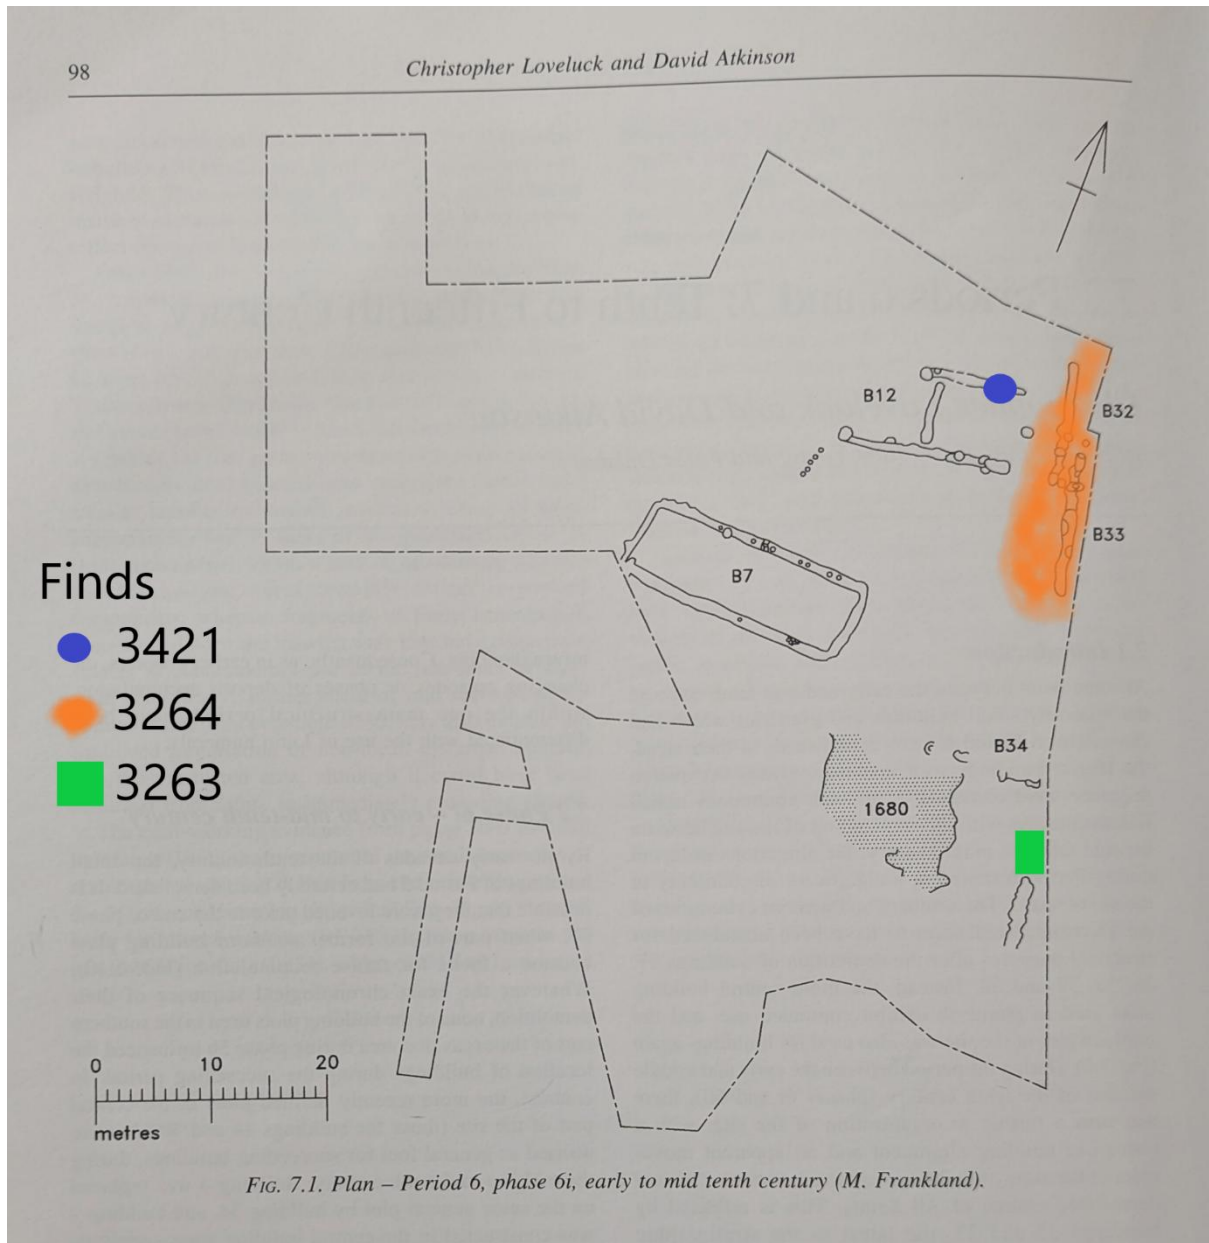 98
Christopher Loveluck and David Atkinson
B12
B32
B33
B7
Finds
3421
3264
3263
B34
1680
0 10 20
metres
FIG. 7.1. Plan – Period 6, phase 6i, early to mid tenth century (M. Frankland).